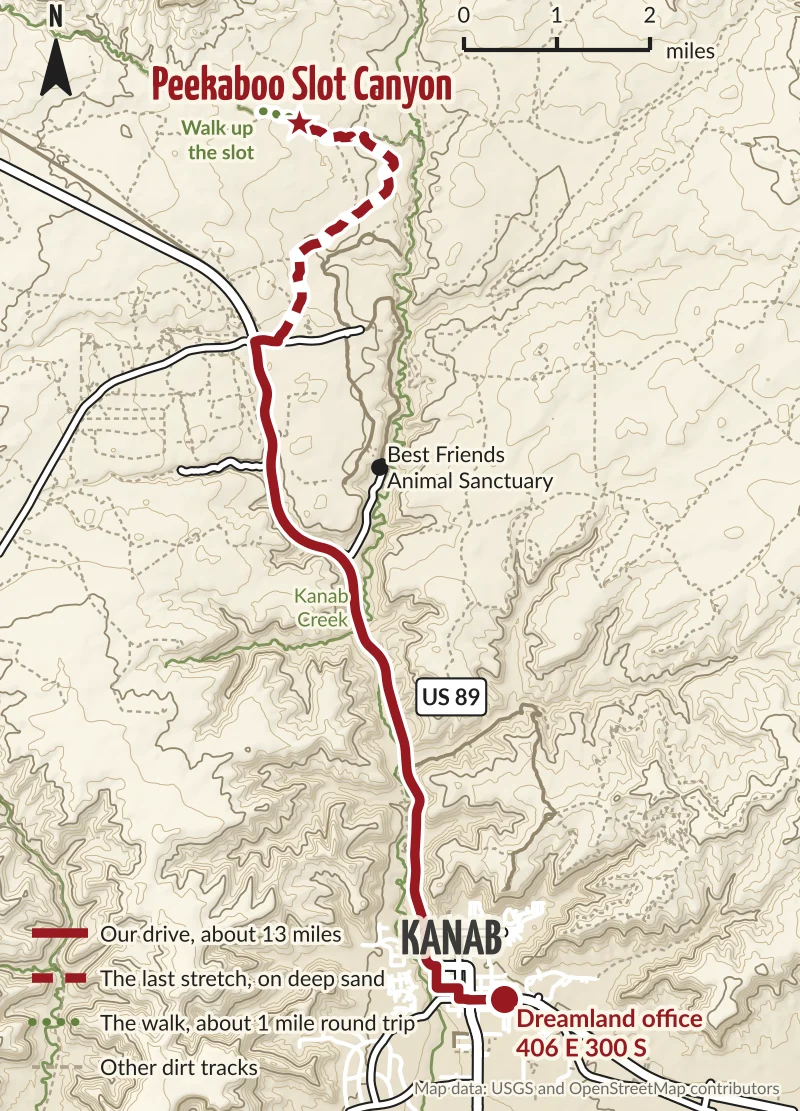 N
0 1 2
miles
Peekaboo Slot Canyon
Walk up
the slot
Best Friends
Animal Sanctuary
Kanab
Creek
US 89
KANAB
Our drive, about 13 miles
The last stretch, on deep sand
The walk, about 1 mile round trip
Other dirt tracks
Dreamland office
406 E 300 S
Map data: USGS and OpenStreetMap contributors